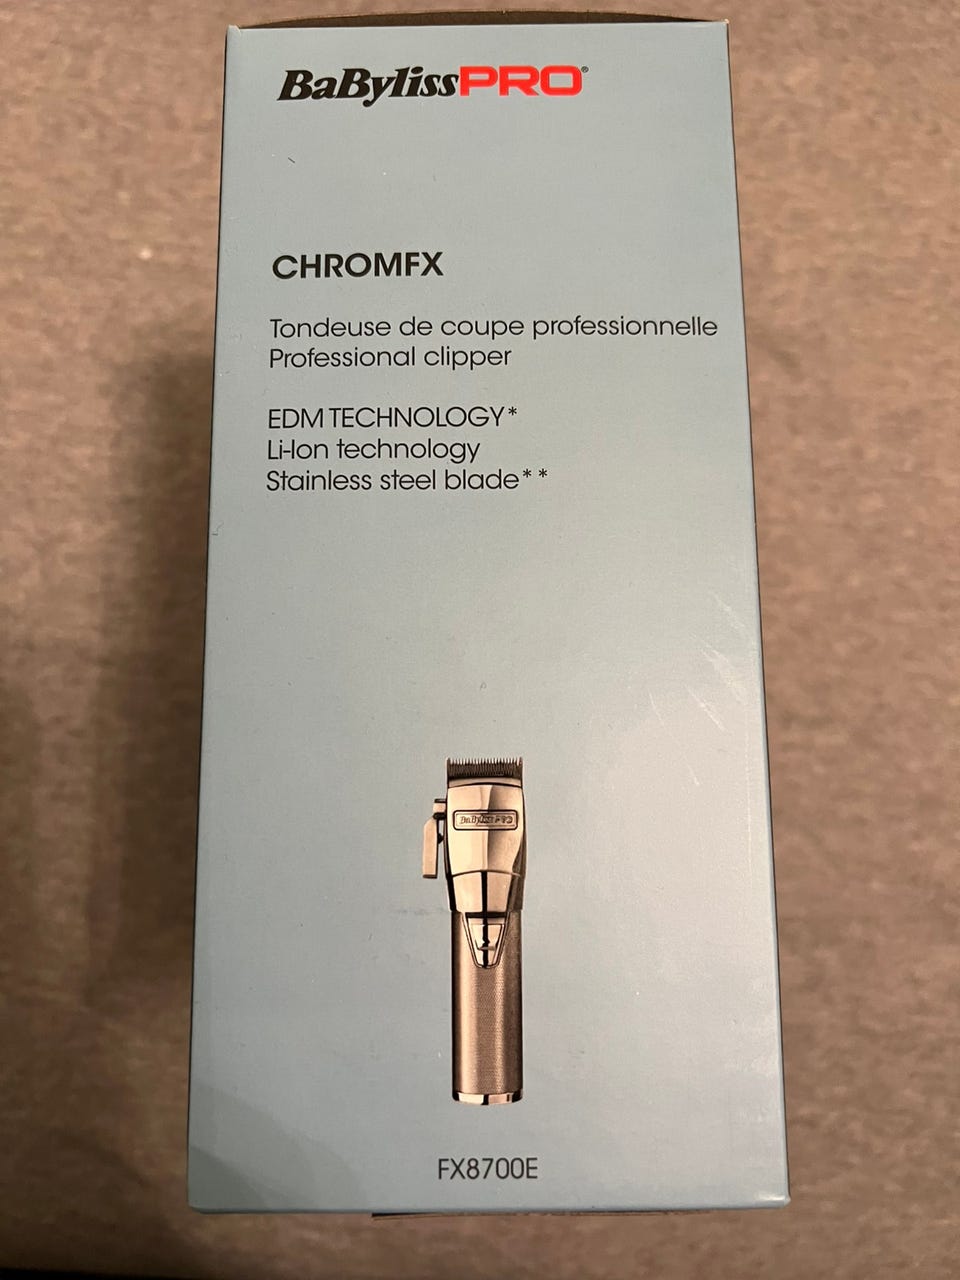 BaBylissPRO®
CHROMFX
Tondeuse de coupe professionnelle
Professional clipper
EDM TECHNOLOGY*
Li-Ion technology
Stainless steel blade**
BaBylissPRO
FX8700E